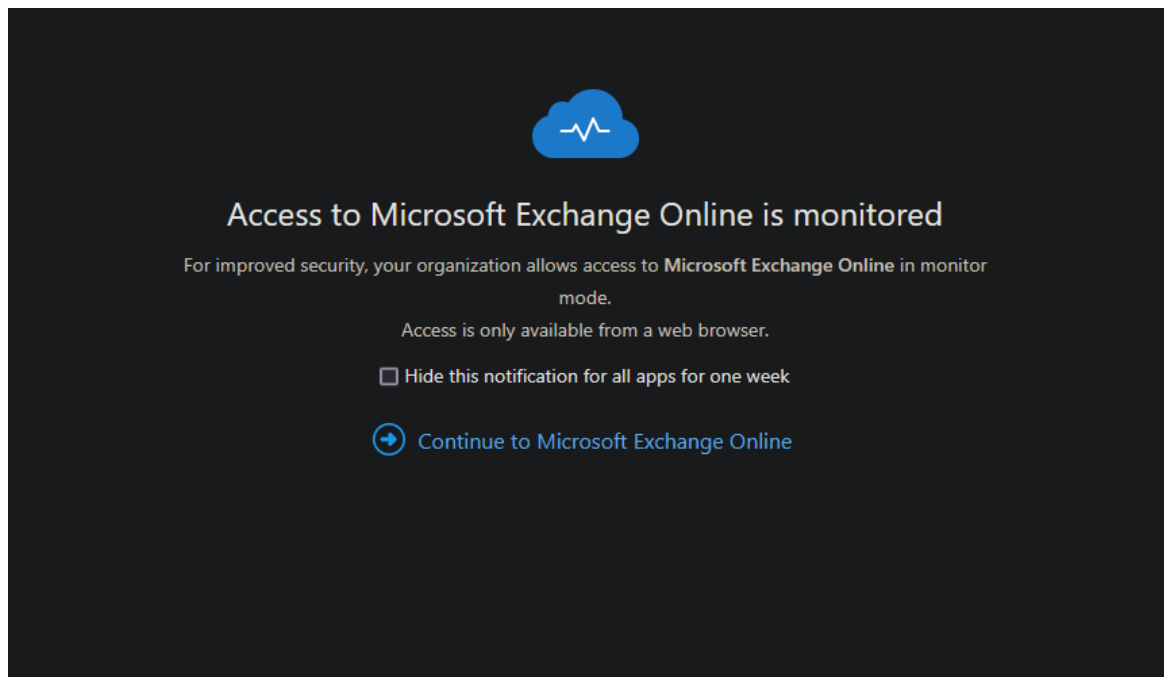 Access to Microsoft Exchange Online is monitored
For improved security, your organization allows access to Microsoft Exchange Online in monitor
mode.
Access is only available from a web browser.
Hide this notification for all apps for one week
Continue to Microsoft Exchange Online